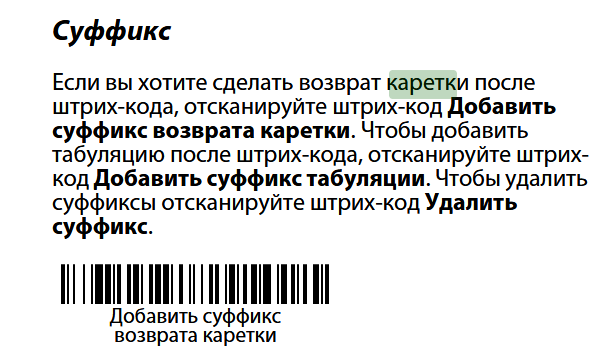 Суффикс
Если вы хотите сделать возврат каретки после
штрих-кода, отсканируйте штрих-код Добавить
суффикс возврата каретки. Чтобы добавить
табуляцию после штрих-кода, отсканируйте штрих-
код Добавить суффикс табуляции. Чтобы удалить
суффиксы отсканируйте штрих-код Удалить
суффикс.
Добавить суффикс
возврата каретки